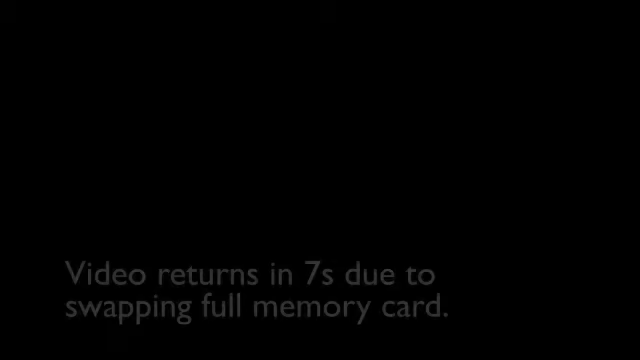 Video returns in 7s due to
swapping full memory card.